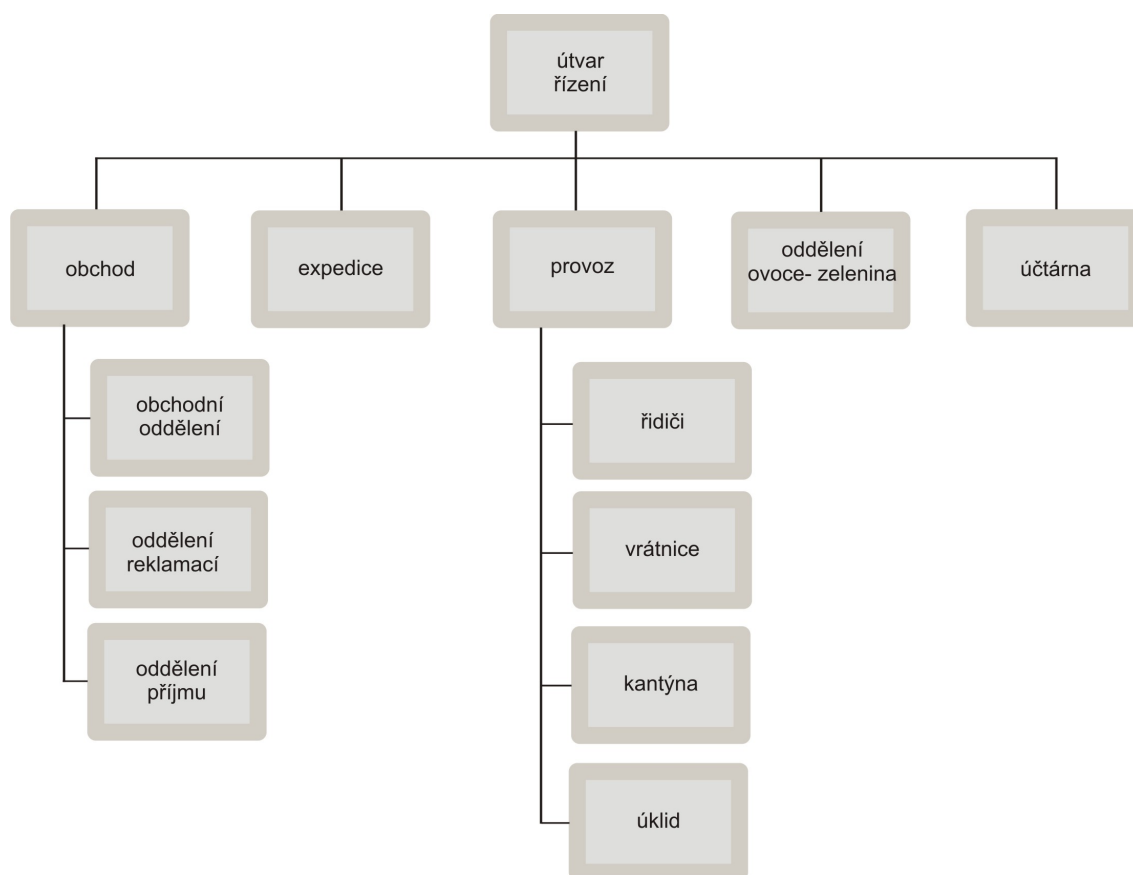 útvar
řízení
obchod
expedice
provoz
oddělení
ovoce- zelenina
účtárna
obchodní
oddělení
oddělení
reklamací
oddělení
příjmu
řidiči
vrátnice
kantýna
úklid